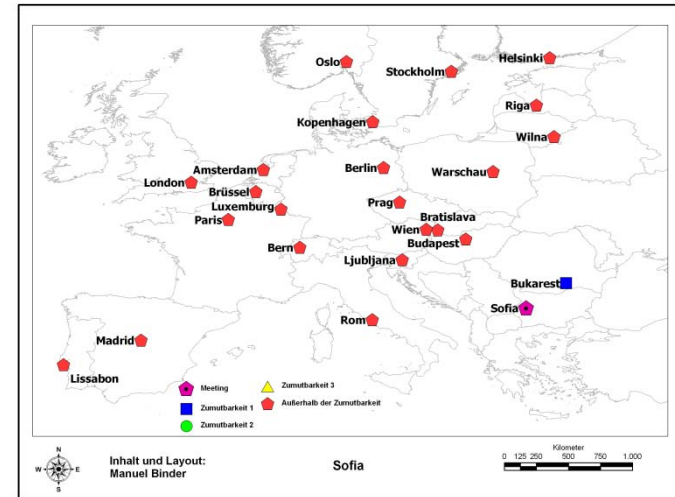 Oslo
Stockholm
Helsinki
Riga
Kopenhagen
Wilna
Amsterdam
Berlin
Warschau
London
Brüssel
Luxemburg
Prag
Paris
Bratislava
Wien
Budapest
Bern
Ljubljana
Bukarest
Sofia
Rom
Madrid
Lissabon
Meeting
Zumutbarkeit 1
Zumutbarkeit 2
Zumutbarkeit 3
Außerhalb der Zumutbarkeit
N
W E
S
Inhalt und Layout:
Manuel Binder
Sofia
Kilometer
0 125 250 500 750 1.000